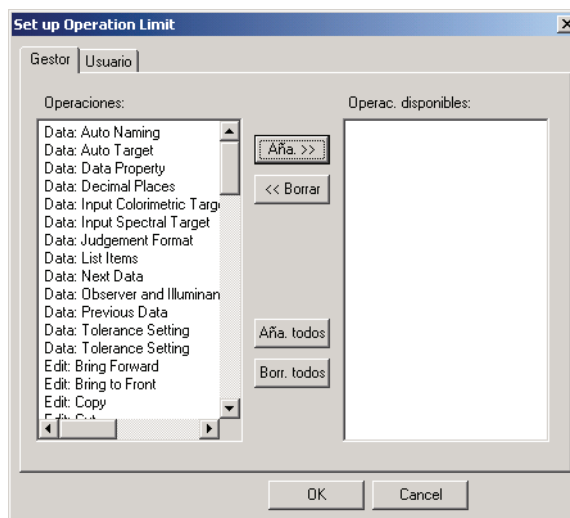 Set up Operation Limit
Gestor
Usuario
Operaciones:
Operac. disponibles:
Data: Auto Naming
Data: Auto Target
Data: Data Property
Data: Decimal Places
Data: Input Colorimetric Targ
Data: Input Spectral Target
Data: Judgement Format
Data: List Items
Data: Next Data
Data: Observer and Illuminan
Data: Previous Data
Data: Tolerance Setting
Data: Tolerance Setting
Edit: Bring Forward
Edit: Bring to Front
Edit: Copy
Edit: Cut
Aña. >>
<< Borrar
Aña. todos
Borr. todos
OK
Cancel